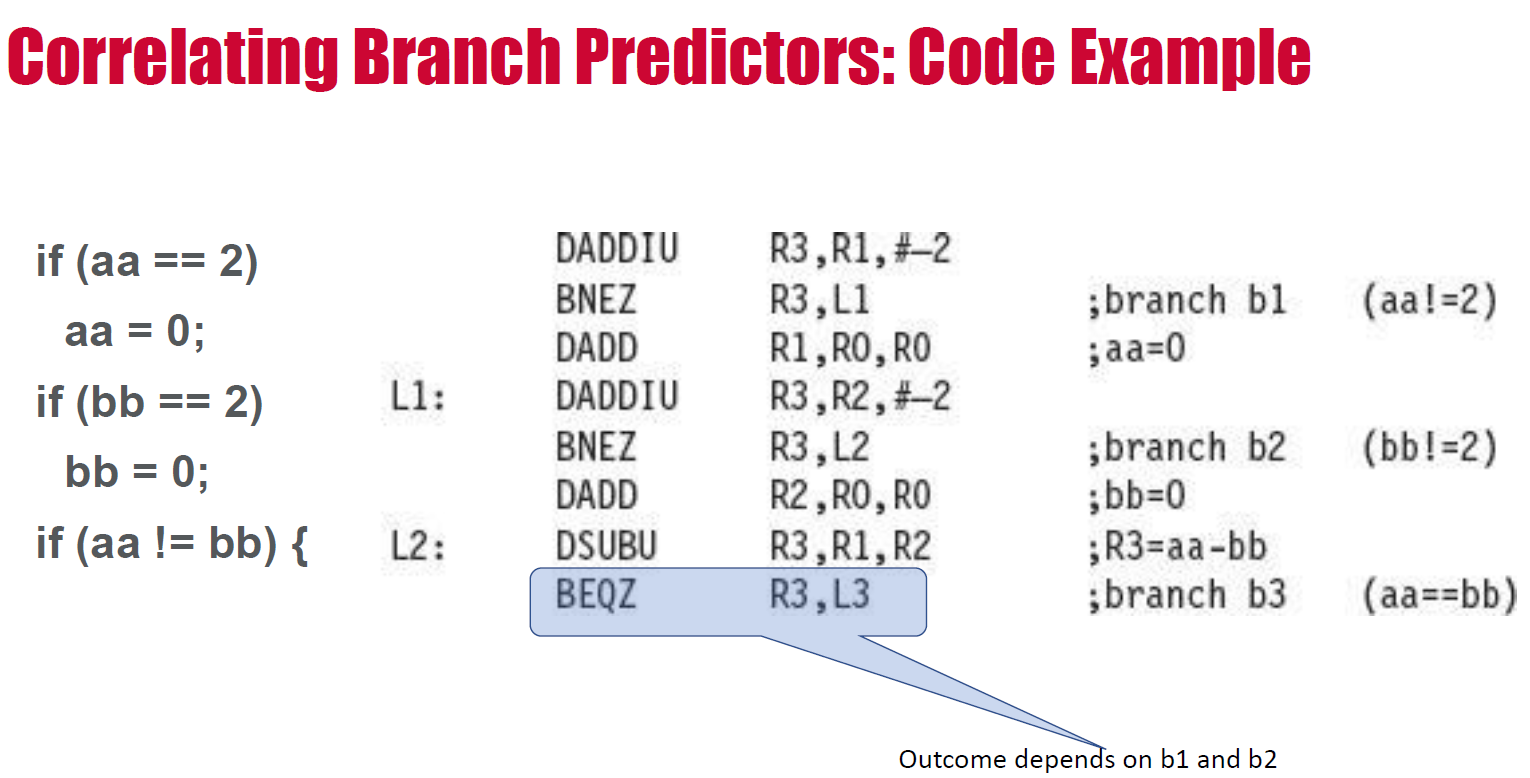 Correlating Branch Predictors: Code Example
if (aa == 2)
aa = 0;
if (bb == 2)
bb = 0;
if (aa != bb) {
DADDIU R3,R1,#–2
BNEZ R3,L1 ;branch b1 (aa!=2)
DADD R1,R0,R0 ;aa=0
L1: DADDIU R3,R2,#–2
BNEZ R3,L2 ;branch b2 (bb!=2)
DADD R2,R0,R0 ;bb=0
L2: DSUBU R3,R1,R2 ;R3=aa-bb
BEQZ R3,L3 ;branch b3 (aa==bb)
Outcome depends on b1 and b2